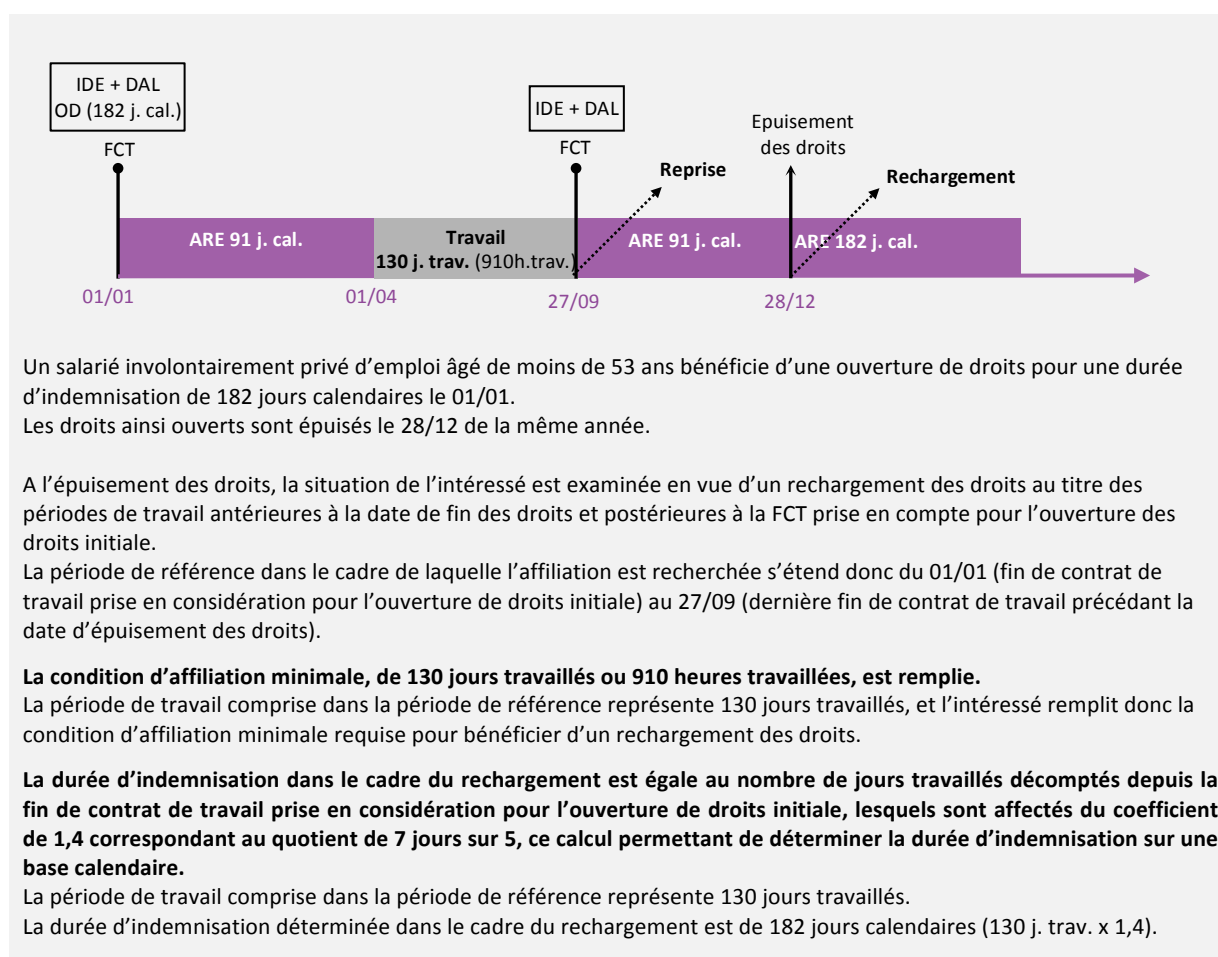 IDE + DAL
OD (182 j. cal.)
FCT
IDE + DAL
FCT
Epuisement
des droits
Reprise
Rechargement
ARE 91 j. cal.
Travail
130 j. trav. (910h.trav.)
ARE 91 j. cal.
ARE 182 j. cal.
01/01
01/04
27/09
28/12
Un salarié involontairement privé d’emploi âgé de moins de 53 ans bénéficie d’une ouverture de droits pour une durée
d’indemnisation de 182 jours calendaires le 01/01.
Les droits ainsi ouverts sont épuisés le 28/12 de la même année.
A l’épuisement des droits, la situation de l’intéressé est examinée en vue d’un rechargement des droits au titre des
périodes de travail antérieures à la date de fin des droits et postérieures à la FCT prise en compte pour l’ouverture des
droits initiale.
La période de référence dans le cadre de laquelle l’affiliation est recherchée s’étend donc du 01/01 (fin de contrat de
travail prise en considération pour l’ouverture de droits initiale) au 27/09 (dernière fin de contrat de travail précédant la
date d’épuisement des droits).
La condition d’affiliation minimale, de 130 jours travaillés ou 910 heures travaillées, est remplie.
La période de travail comprise dans la période de référence représente 130 jours travaillés, et l’intéressé remplit donc la
condition d’affiliation minimale requise pour bénéficier d’un rechargement des droits.
La durée d’indemnisation dans le cadre du rechargement est égale au nombre de jours travaillés décomptés depuis la
fin de contrat de travail prise en considération pour l’ouverture de droits initiale, lesquels sont affectés du coefficient
de 1,4 correspondant au quotient de 7 jours sur 5, ce calcul permettant de déterminer la durée d’indemnisation sur une
base calendaire.
La période de travail comprise dans la période de référence représente 130 jours travaillés.
La durée d’indemnisation déterminée dans le cadre du rechargement est de 182 jours calendaires (130 j. trav. x 1,4).